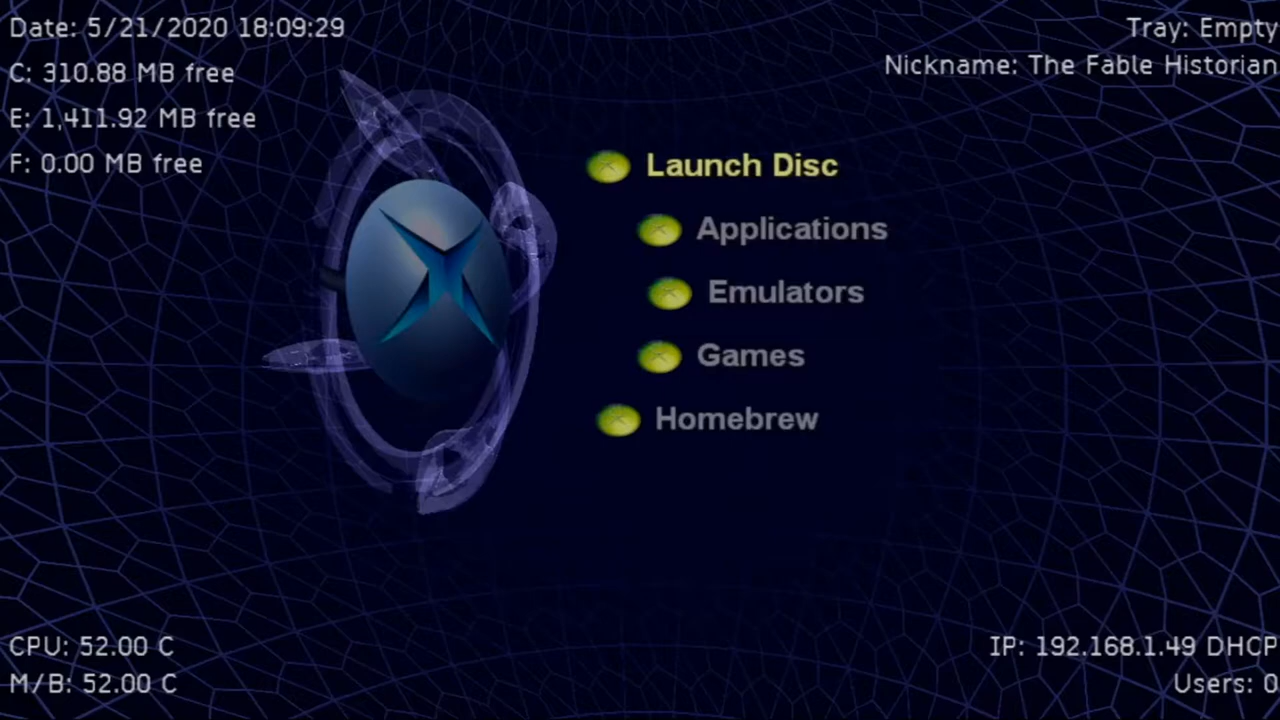 Date: 5/21/2020 18:09:29
Tray: Empty
C: 310.88 MB free
Nickname: The Fable Historian
E: 1,411.92 MB free
F: 0.00 MB free
Launch Disc
Applications
Emulators
Games
Homebrew
CPU: 52.00 C
IP: 192.168.1.49 DHCP
M/B: 52.00 C
Users: 0